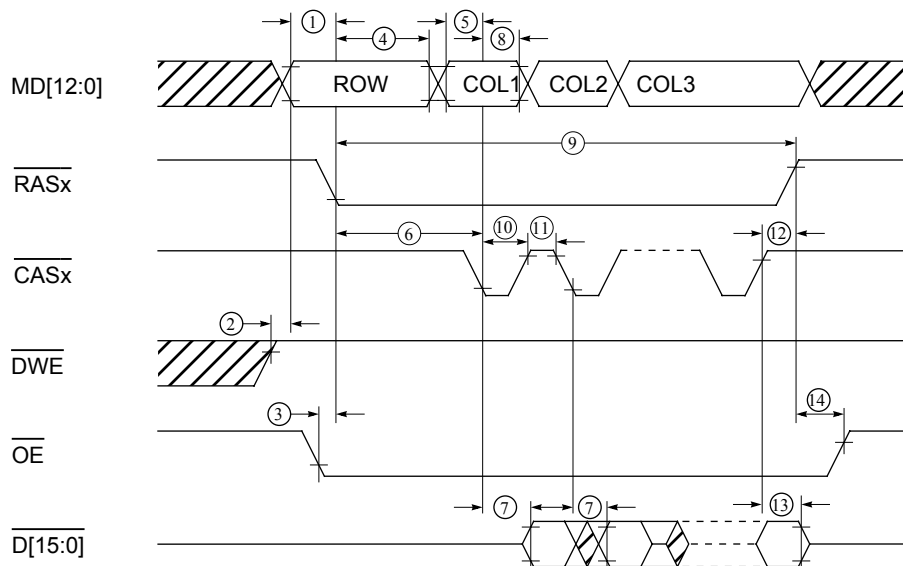 ① ⑤
④ ⑧
MD[12:0] ROW COL1 COL2 COL3
⑨
RASx
⑥ ⑩ ⑪ ⑫
CASx
②
DWE
③ ⑭
OE
⑦ ⑦ ⑬
D[15:0]